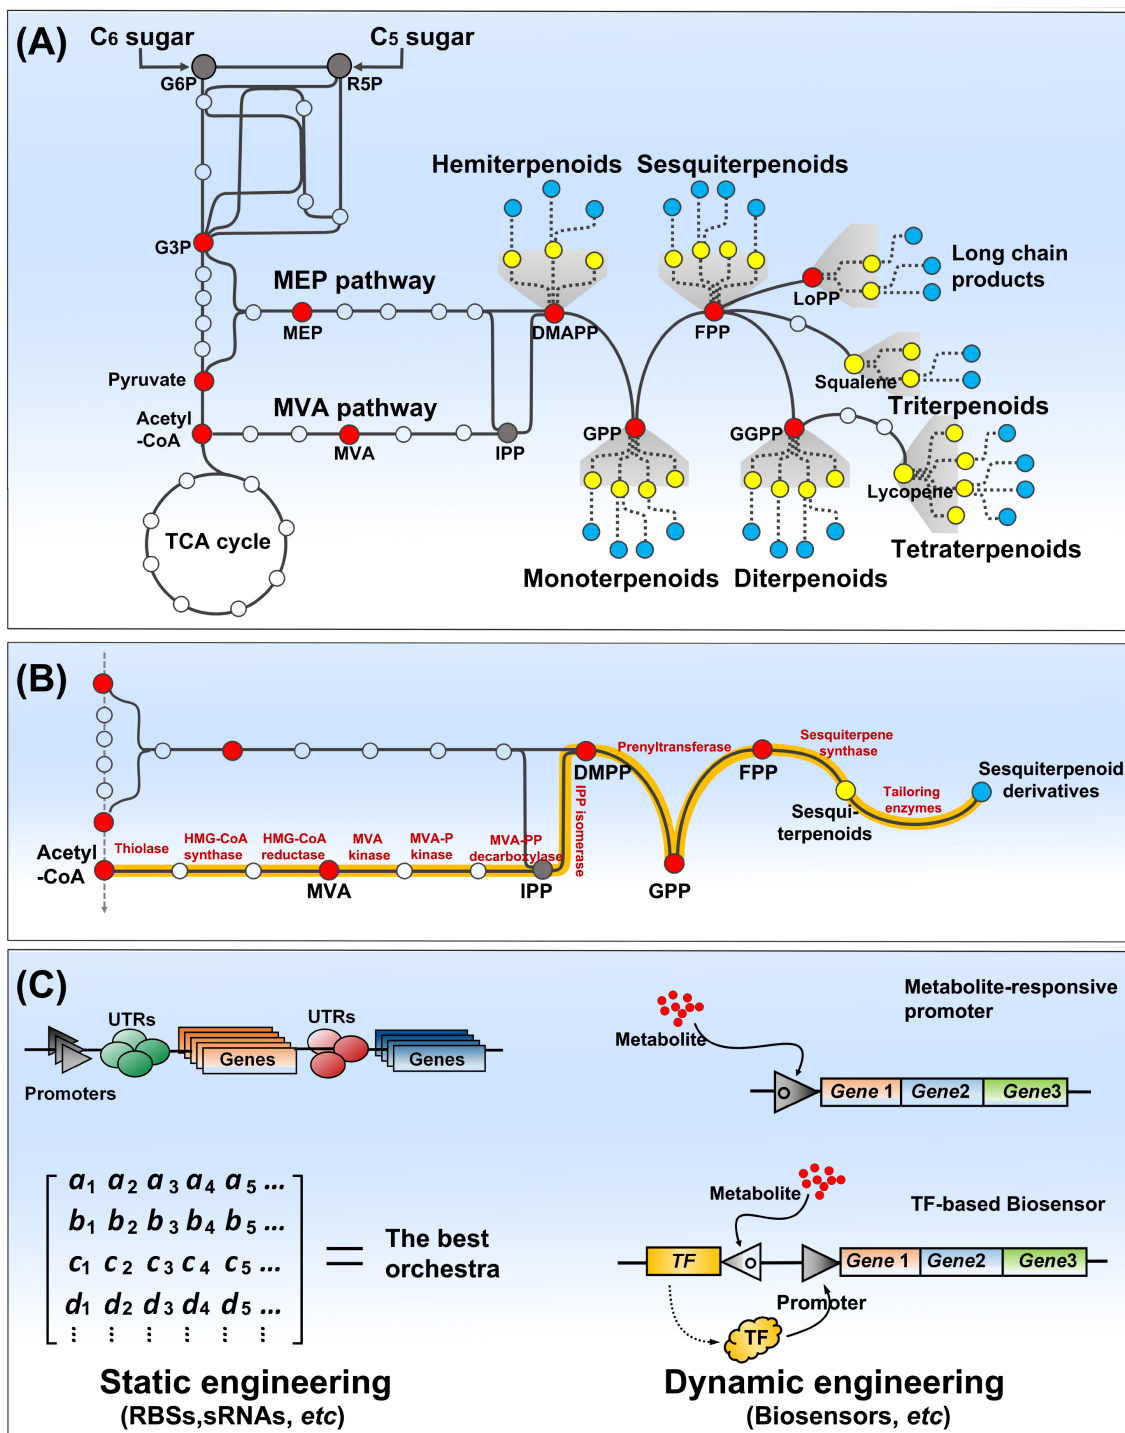 (A)
C6 sugar
C5 sugar
G6P
R5P
Hemiterpenoids
Sesquiterpenoids
G3P
MEP pathway
Long chain
products
LoPP
MEP
DMAPP
FPP
Pyruvate
Squalene
MVA pathway
Triterpenoids
Acetyl
-CoA
MVA
IPP
GPP
GGPP
Lycopene
TCA cycle
Tetraterpenoids
Monoterpenoids
Diterpenoids
(B)
Prenyltransferase
Sesquiterpene
synthase
DMPP
FPP
Sesquiterpenoid
derivatives
Tailoring
enzymes
Sesqui-
terpenoids
IPP isomerase
Acetyl
-CoA
Thiolase
HMG-CoA
synthase
HMG-CoA
reductase
MVA
kinase
MVA-P
kinase
MVA-PP
decarboxylase
MVA
IPP
GPP
(C)
UTRs
UTRs
Genes
Genes
Promoters
Metabolite-responsive
promoter
Metabolite
Gene 1
Gene2
Gene3
a1 a2 a3 a4 a5 ...
b1 b2 b3 b4 b5 ...
c1 c2 c3 c4 c5 ...
d1 d2 d3 d4 d5 ...
⋮ ⋮ ⋮ ⋮ ⋮ ⋮
=
The best
orchestra
Metabolite
TF-based Biosensor
TF
Gene 1
Gene2
Gene3
Promoter
TF
Static engineering
(RBSs,sRNAs, etc)
Dynamic engineering
(Biosensors, etc)